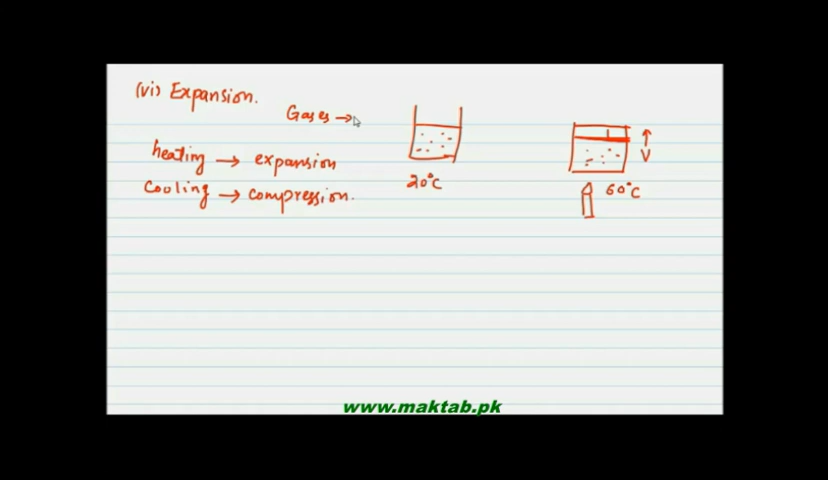 (vi) Expansion.
Gases →
heating → expansion
Cooling → compression.
20°C
V
60°C
www.maktab.pk